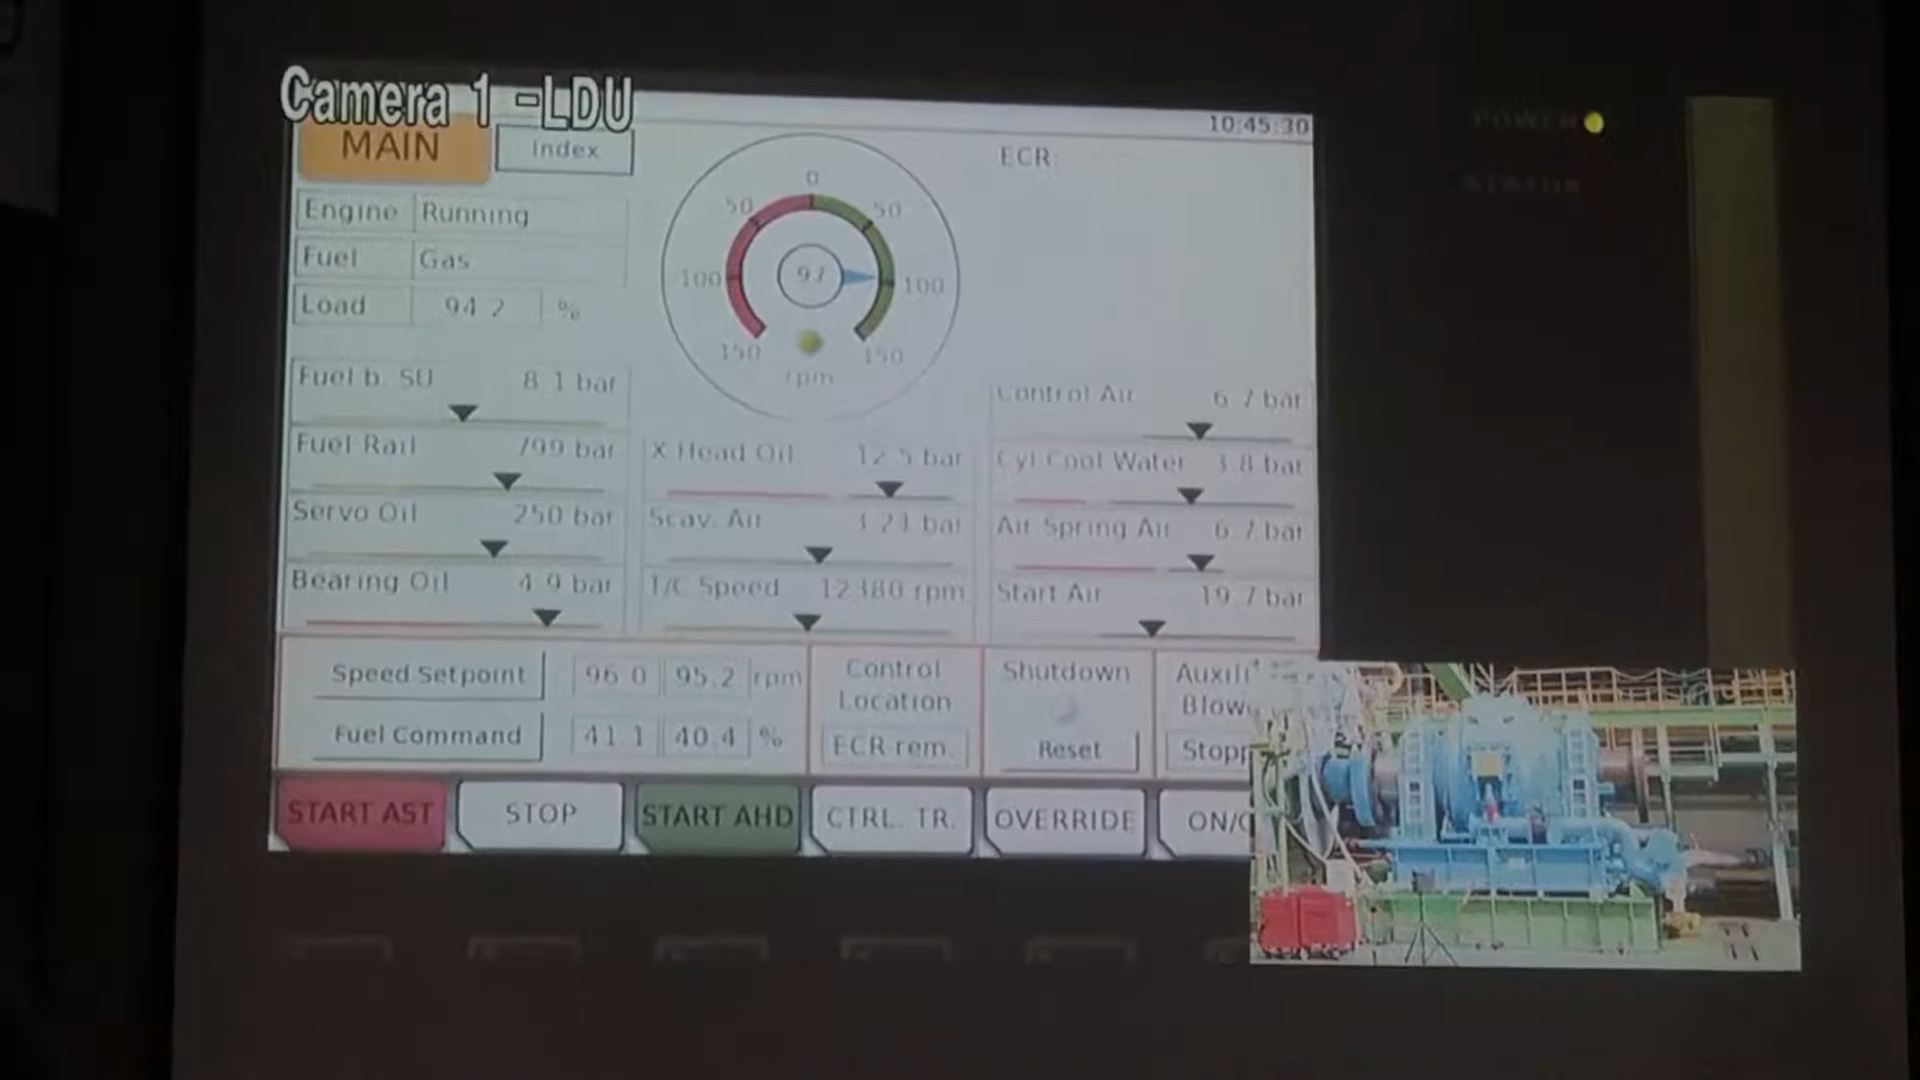 Camera 1 -LDU
10:45:30
MAIN
Index
ECR:
Engine Running
Fuel Gas
Load 94.2 %
0
50 50
100 97 100
150 150
rpm
Fuel b. SU 8.1 bar
Fuel Rail 799 bar
Servo Oil 250 bar
Bearing Oil 4.9 bar
X Head Oil 12.5 bar
Scav. Air bar
T/C Speed 12380 rpm
Control Air 6.7 bar
Cyl Cool Water 3.8 bar
Air Spring Air 6.7 bar
Start Air 19.7 bar
Speed Setpoint 96.0 95.2 rpm
Fuel Command 41.1 40.4 %
Control
Location
ECR rem.
Shutdown
Reset
Auxili
Blow
Stopp
START AST STOP START AHD CTRL. TR. OVERRIDE ON/O
POWER